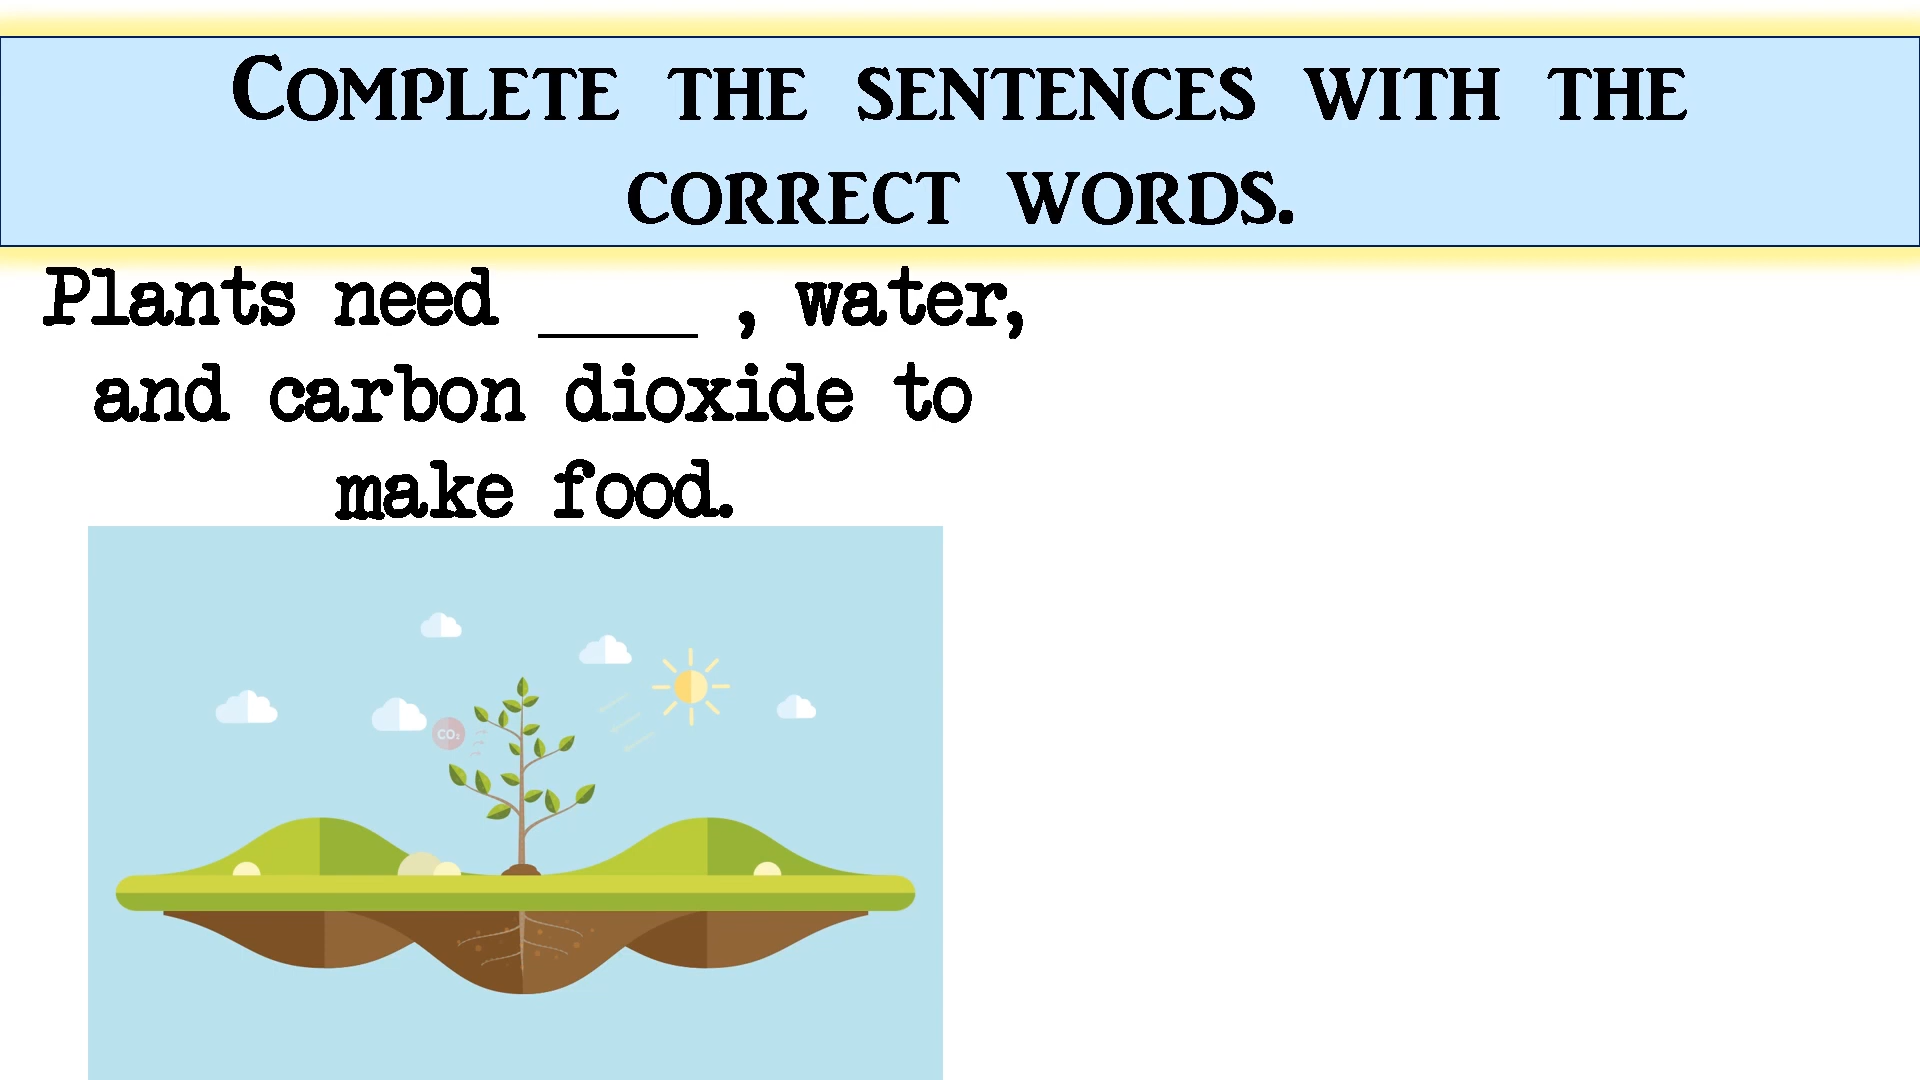 Complete the sentences with the
correct words.
Plants need ____ , water,
and carbon dioxide to
make food.
CO₂